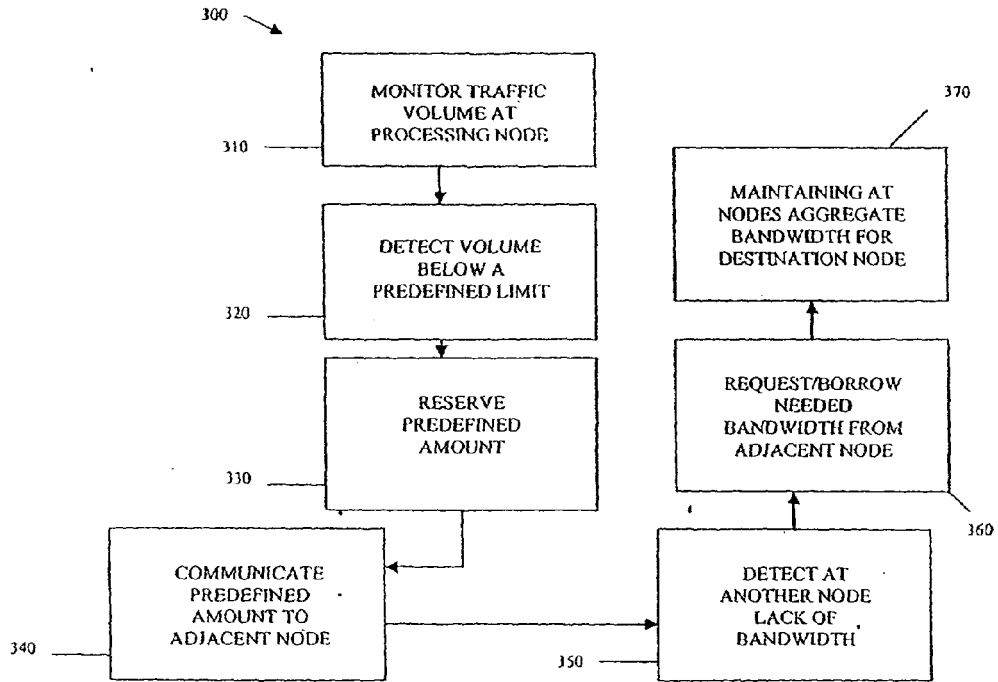 300
MONITOR TRAFFIC
VOLUME AT
PROCESSING NODE
310
DETECT VOLUME
BELOW A
PREDEFINED LIMIT
320
RESERVE
PREDEFINED
AMOUNT
330
COMMUNICATE
PREDEFINED
AMOUNT TO
ADJACENT NODE
340
DETECT AT
ANOTHER NODE
LACK OF
BANDWIDTH
350
REQUEST/BORROW
NEEDED
BANDWIDTH FROM
ADJACENT NODE
360
MAINTAINING AT
NODES AGGREGATE
BANDWIDTH FOR
DESTINATION NODE
370